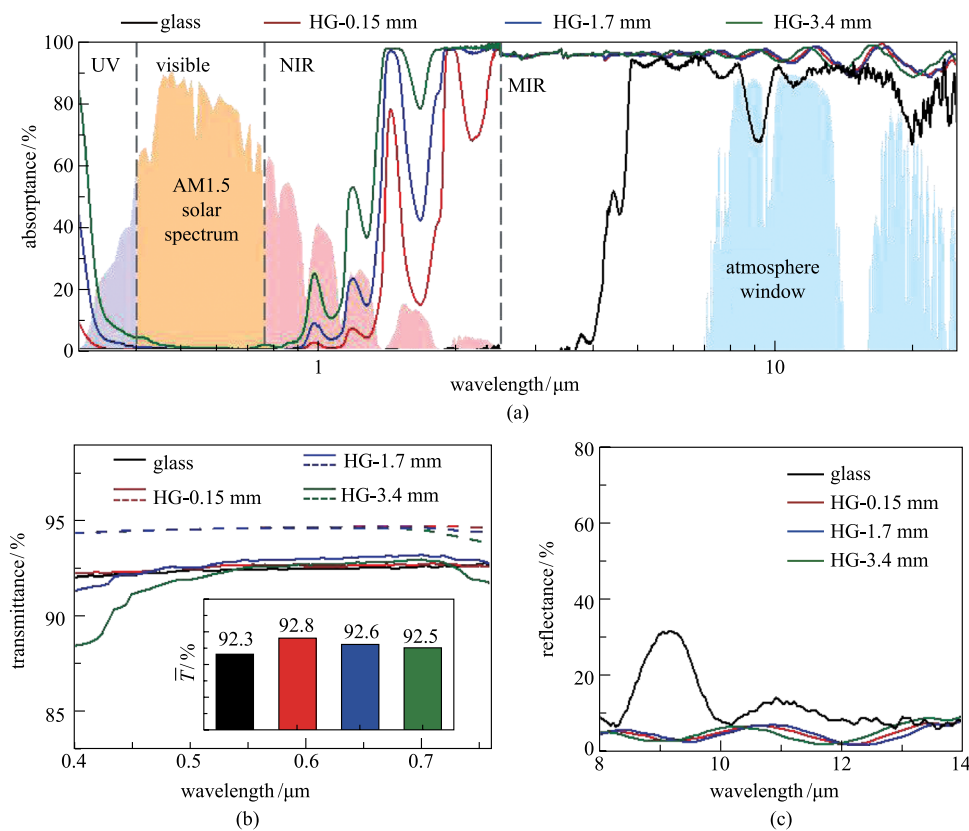 glass HG-0.15 mm HG-1.7 mm HG-3.4 mm
100
80
60
40
20
0
absorptance/%
UV visible NIR MIR
AM1.5
solar
spectrum
atmosphere
window
1 10
wavelength/μm
(a)
glass HG-1.7 mm
HG-0.15 mm HG-3.4 mm
95
90
85
transmittance/%
92.3 92.8 92.6 92.5
T̅/%
0.4 0.5 0.6 0.7
wavelength/μm
(b)
80
60
40
20
0
reflectance/%
glass
HG-0.15 mm
HG-1.7 mm
HG-3.4 mm
8 10 12 14
wavelength/μm
(c)